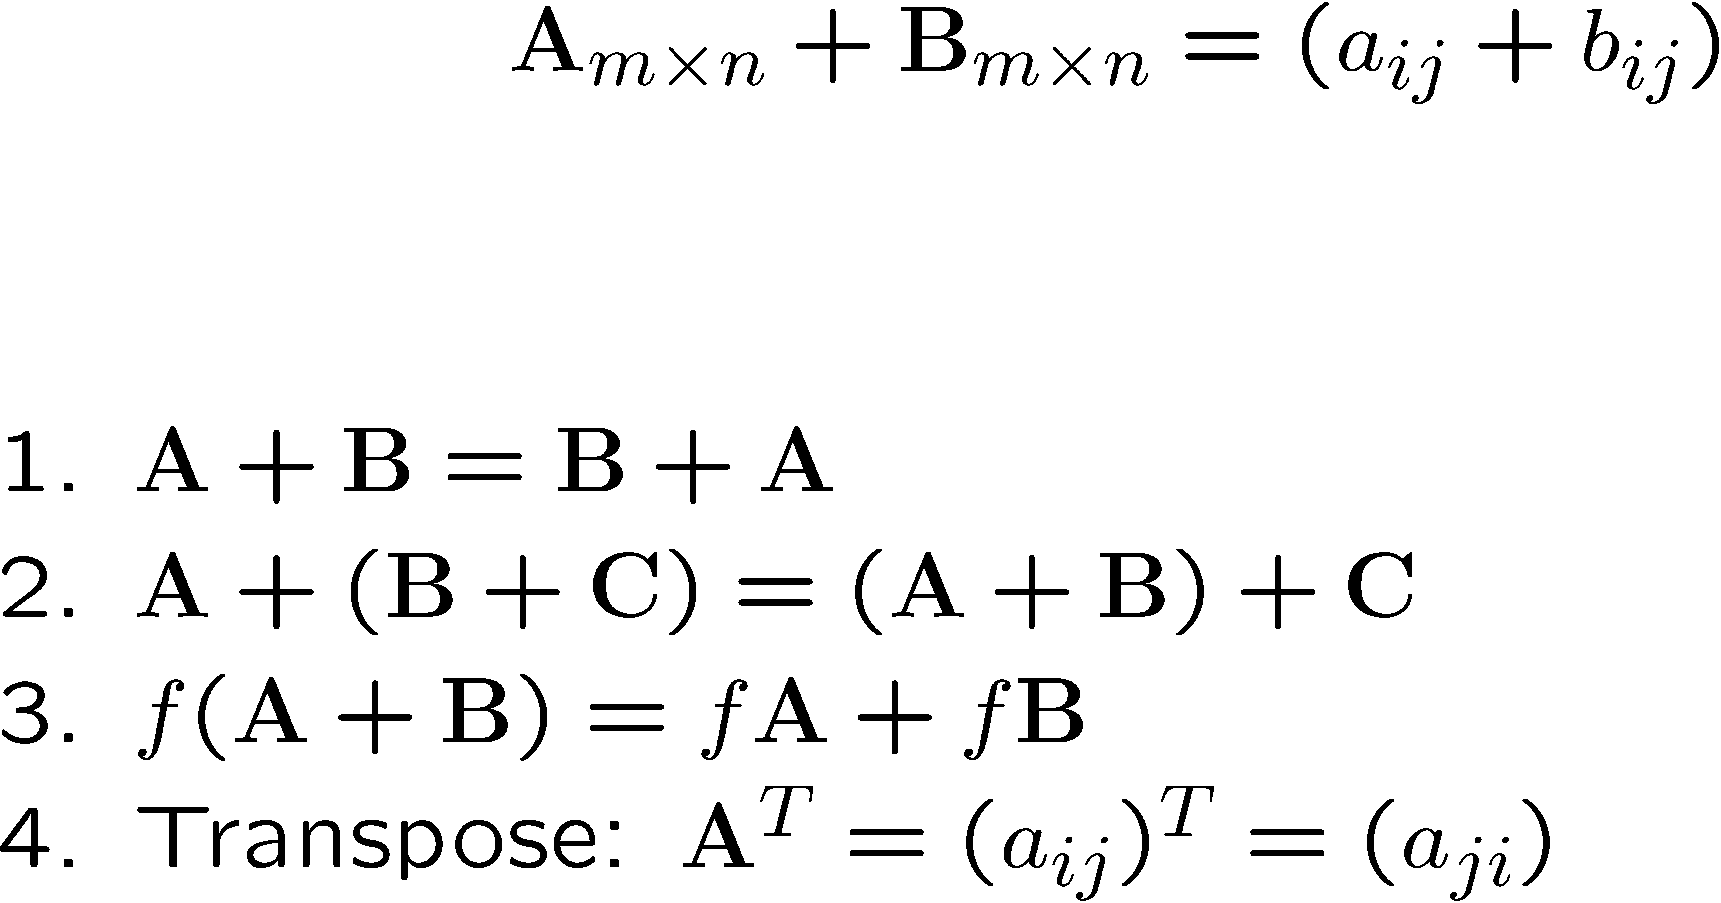 A_{m×n} + B_{m×n} = (a_{ij} + b_{ij})
1. A + B = B + A
2. A + (B + C) = (A + B) + C
3. f(A + B) = fA + fB
4. Transpose: A^T = (a_{ij})^T = (a_{ji})